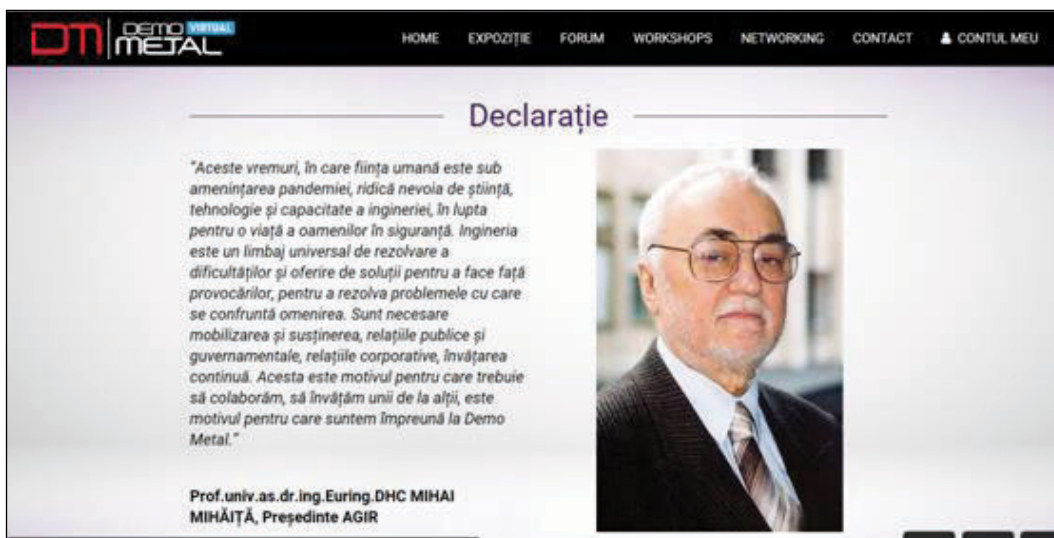 DM DEMO VIRTUAL
METAL
HOME EXPOZIȚIE FORUM WORKSHOPS NETWORKING CONTACT CONTUL MEU
Declarație
"Aceste vremuri, în care ființa umană este sub
amenințarea pandemiei, ridică nevoia de știință,
tehnologie și capacitate a ingineriei, în lupta
pentru o viață a oamenilor în siguranță. Ingineria
este un limbaj universal de rezolvare a
dificultăților și oferire de soluții pentru a face față
provocărilor, pentru a rezolva problemele cu care
se confruntă omenirea. Sunt necesare
mobilizarea și susținerea, relațiile publice și
guvernamentale, relațiile corporative, învățarea
continuă. Acesta este motivul pentru care trebuie
să colaborăm, să învățăm unii de la alții, este
motivul pentru care suntem împreună la Demo
Metal."
Prof.univ.as.dr.ing.Euring.DHC MIHAI
MIHĂIȚĂ, Președinte AGIR